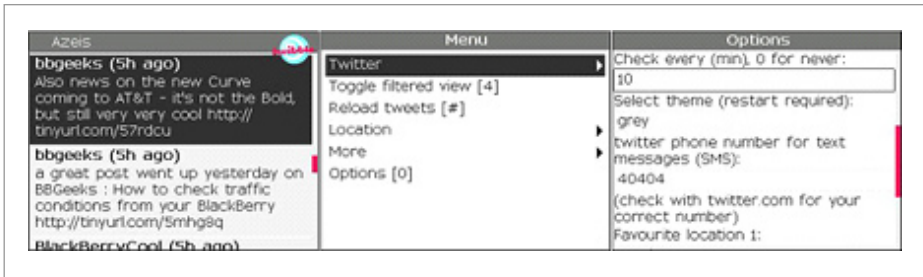 Azeis
bbgeeks (5h ago)
Also news on the new Curve
coming to AT&T - it's not the Bold,
but still very very cool http://
tinyurl.com/57rdcu
bbgeeks (5h ago)
a great post went up yesterday on
BBGeeks : How to check traffic
conditions from your BlackBerry
http://tinyurl.com/5mhg8q
BlackBerryCool (5h ago)
Menu
Twitter
Toggle filtered view [4]
Reload tweets [#]
Location
More
Options [0]
Options
Check every (min), 0 for never:
10
Select theme (restart required):
grey
twitter phone number for text
messages (SMS):
40404
(check with twitter.com for your
correct number)
Favourite location 1: